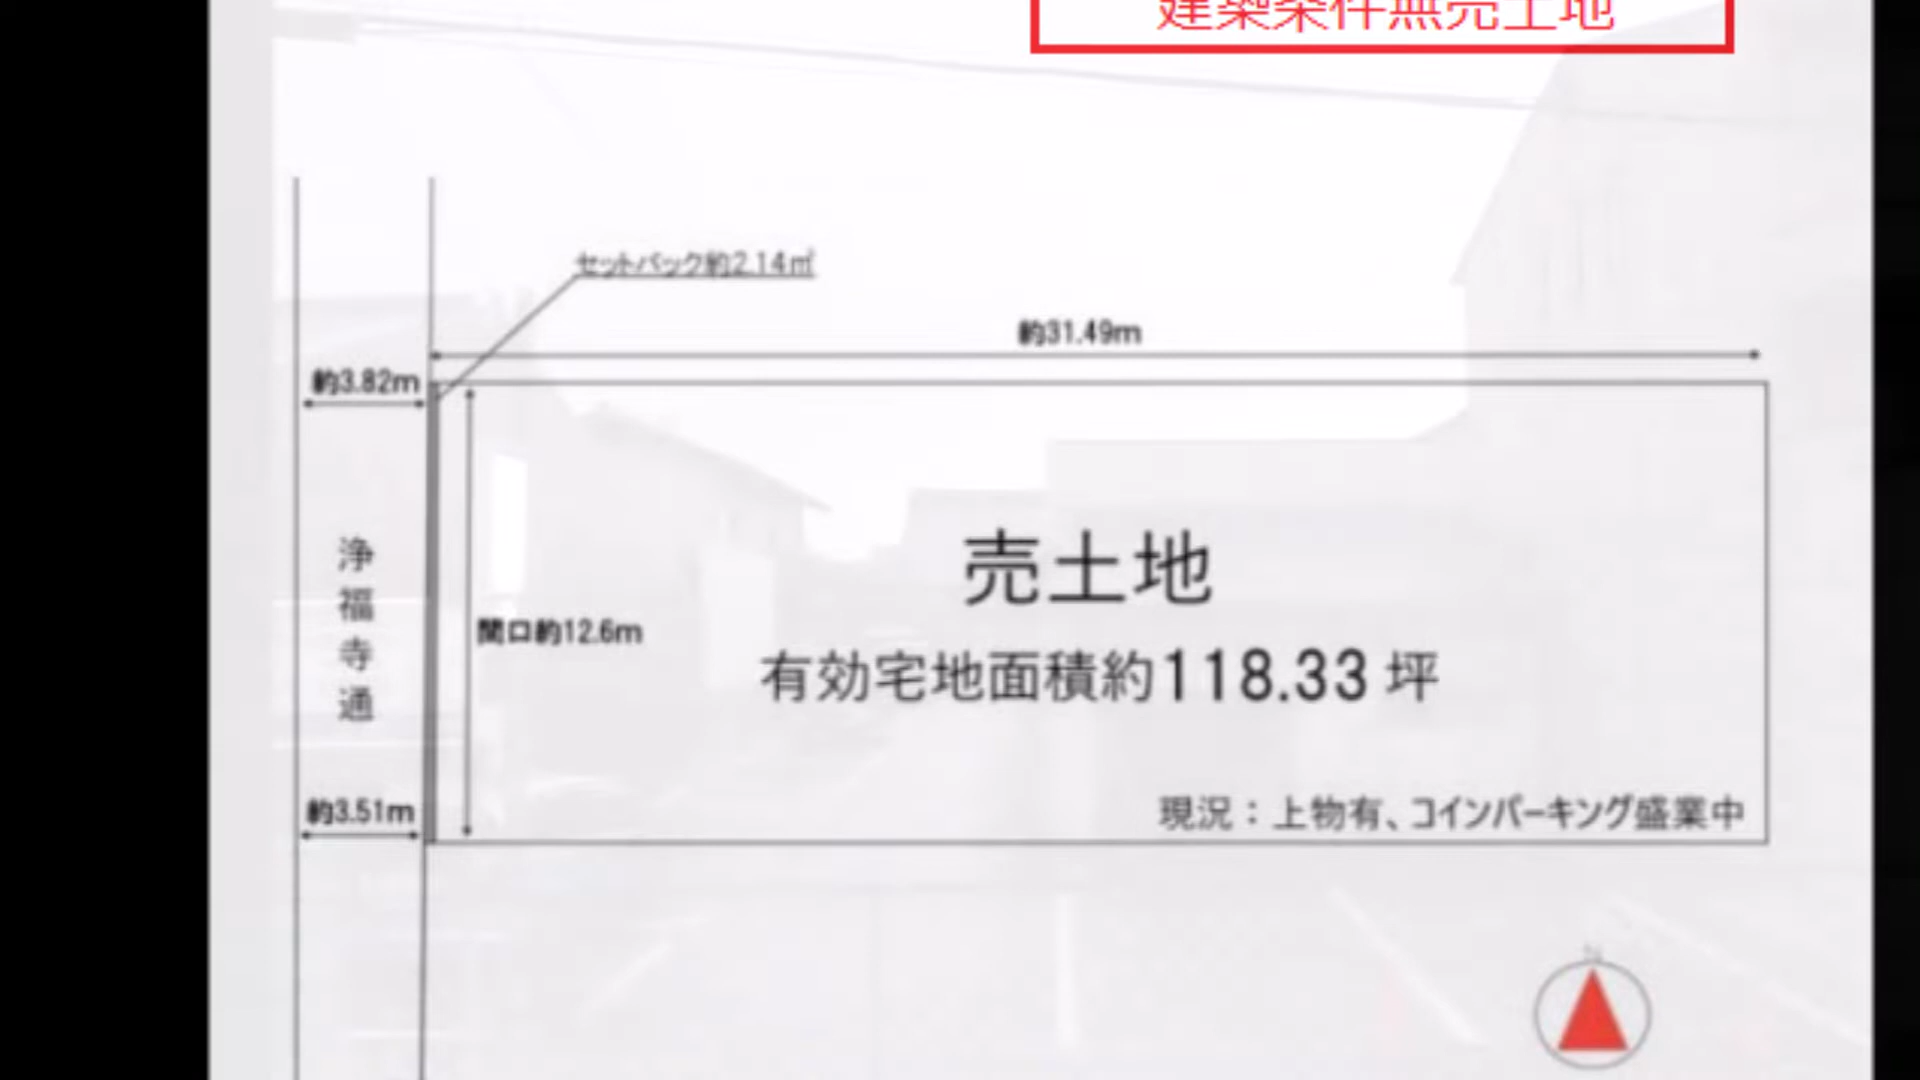 建築条件無売土地
セットバック約2.14㎡
約31.49m
約3.82m
売土地
浄福寺通
間口約12.6m
有効宅地面積約118.33坪
約3.51m
現況：上物有、コインパーキング盛業中
N